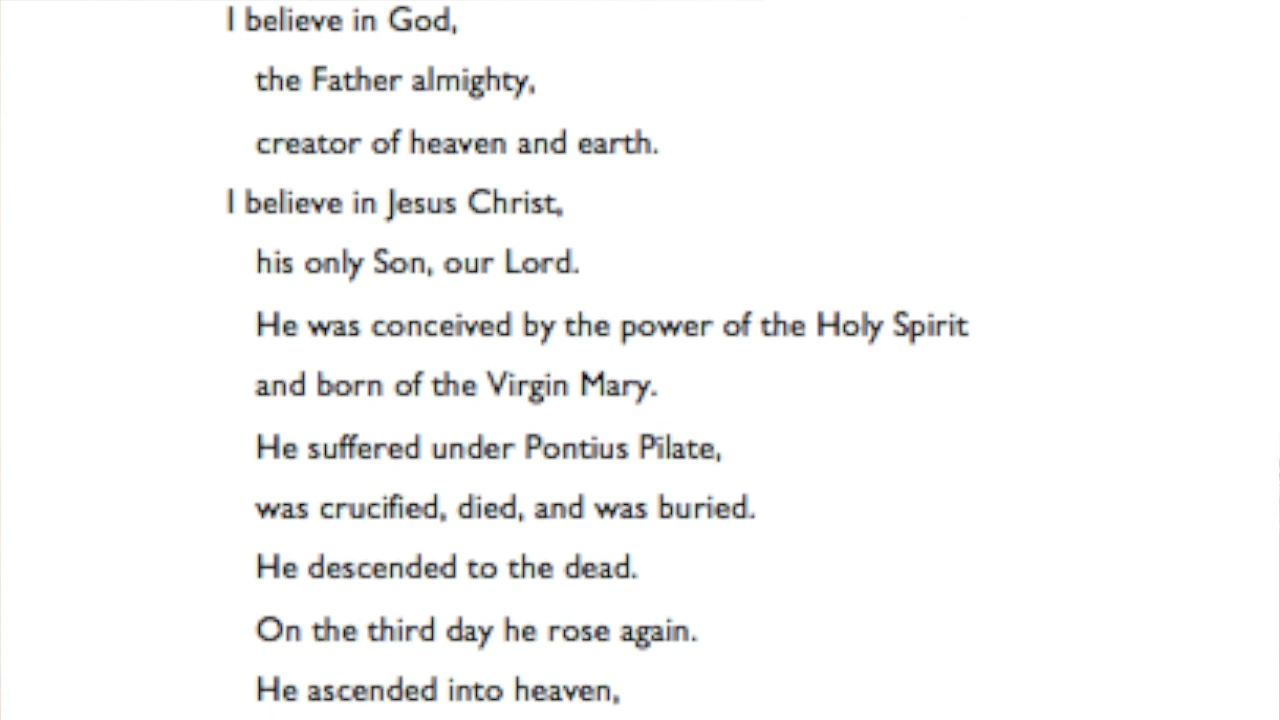 I believe in God,
the Father almighty,
creator of heaven and earth.
I believe in Jesus Christ,
his only Son, our Lord.
He was conceived by the power of the Holy Spirit
and born of the Virgin Mary.
He suffered under Pontius Pilate,
was crucified, died, and was buried.
He descended to the dead.
On the third day he rose again.
He ascended into heaven,